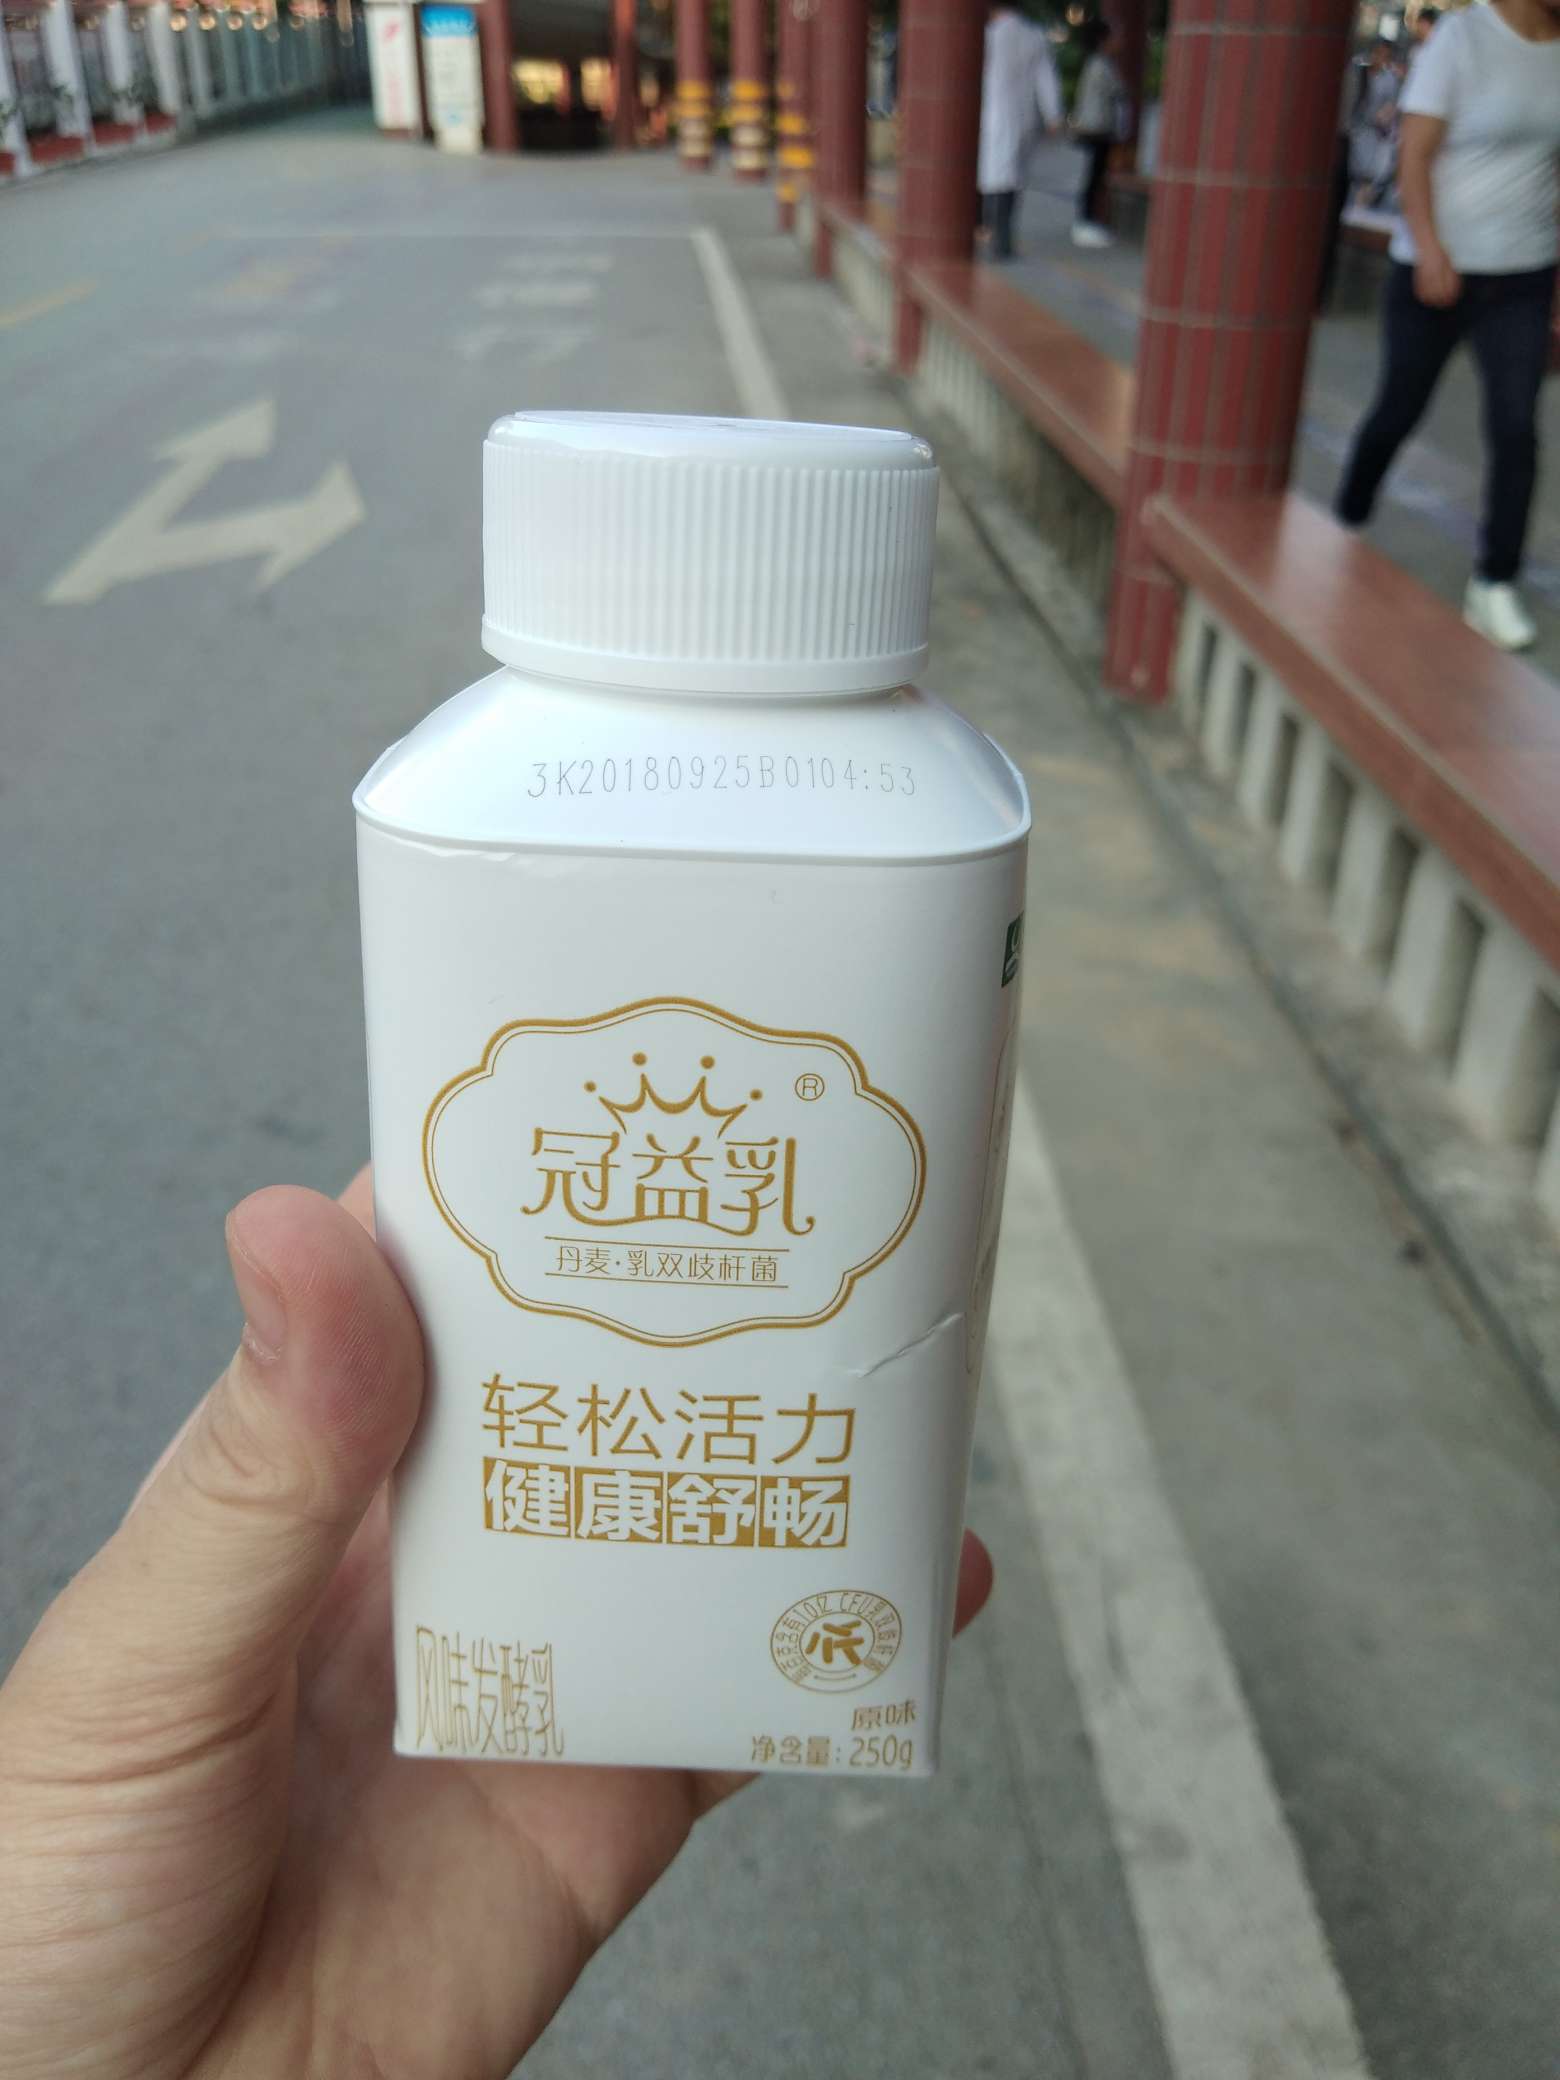 3K20180925B0104:53
冠益乳®
丹麦·乳双歧杆菌
轻松活力
健康舒畅
风味发酵乳
原味
净含量：250g